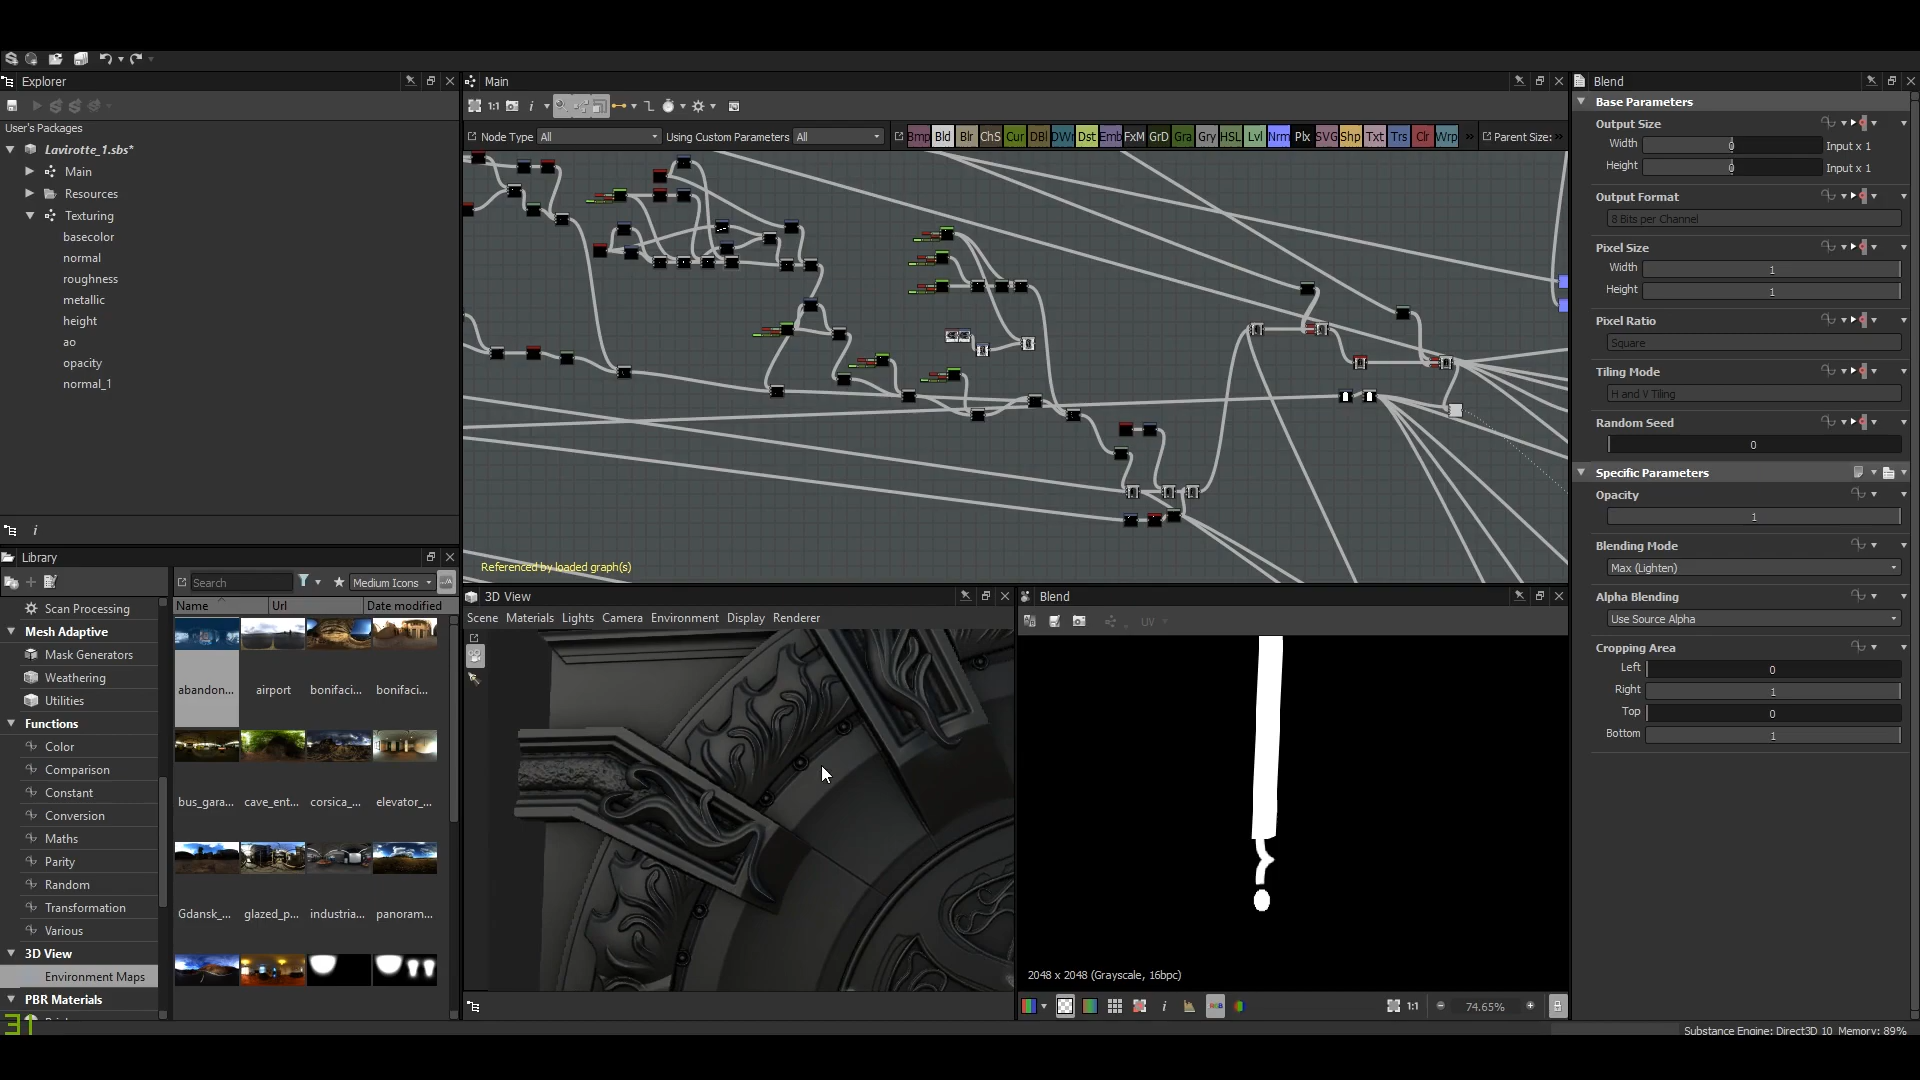 Explorer
Main
Blend
1:1
i
Node Type
All
Using Custom Parameters
All
Bmp
Bld
Blr
ChS
Cur
DBl
DWr
Dst
Emb
FxM
GrD
Gra
Gry
HSL
Lvl
Nrm
Plx
SVG
Shp
Txt
Trs
Clr
Wrp
»
Parent Size:
»
User's Packages
Lavirotte_1.sbs*
Main
Resources
Texturing
basecolor
normal
roughness
metallic
height
ao
opacity
normal_1
i
Library
Search
Medium Icons
Name
Url
Date modified
Scan Processing
Mesh Adaptive
Mask Generators
Weathering
Utilities
Functions
Color
Comparison
Constant
Conversion
Maths
Parity
Random
Transformation
Various
3D View
Environment Maps
PBR Materials
31
abandon...
airport
bonifaci...
bonifaci...
bus_gara...
cave_ent...
corsica_...
elevator_...
Gdansk_...
glazed_p...
industria...
panoram...
Referenced by loaded graph(s)
3D View
Scene
Materials
Lights
Camera
Environment
Display
Renderer
Blend
UV
2048 x 2048 (Grayscale, 16bpc)
i
1:1
74.65%
Base Parameters
Output Size
Width
0
Input x 1
Height
0
Input x 1
Output Format
8 Bits per Channel
Pixel Size
Width
1
Height
1
Pixel Ratio
Square
Tiling Mode
H and V Tiling
Random Seed
0
Specific Parameters
Opacity
1
Blending Mode
Max (Lighten)
Alpha Blending
Use Source Alpha
Cropping Area
Left
0
Right
1
Top
0
Bottom
1
Substance Engine: Direct3D 10 Memory: 89%